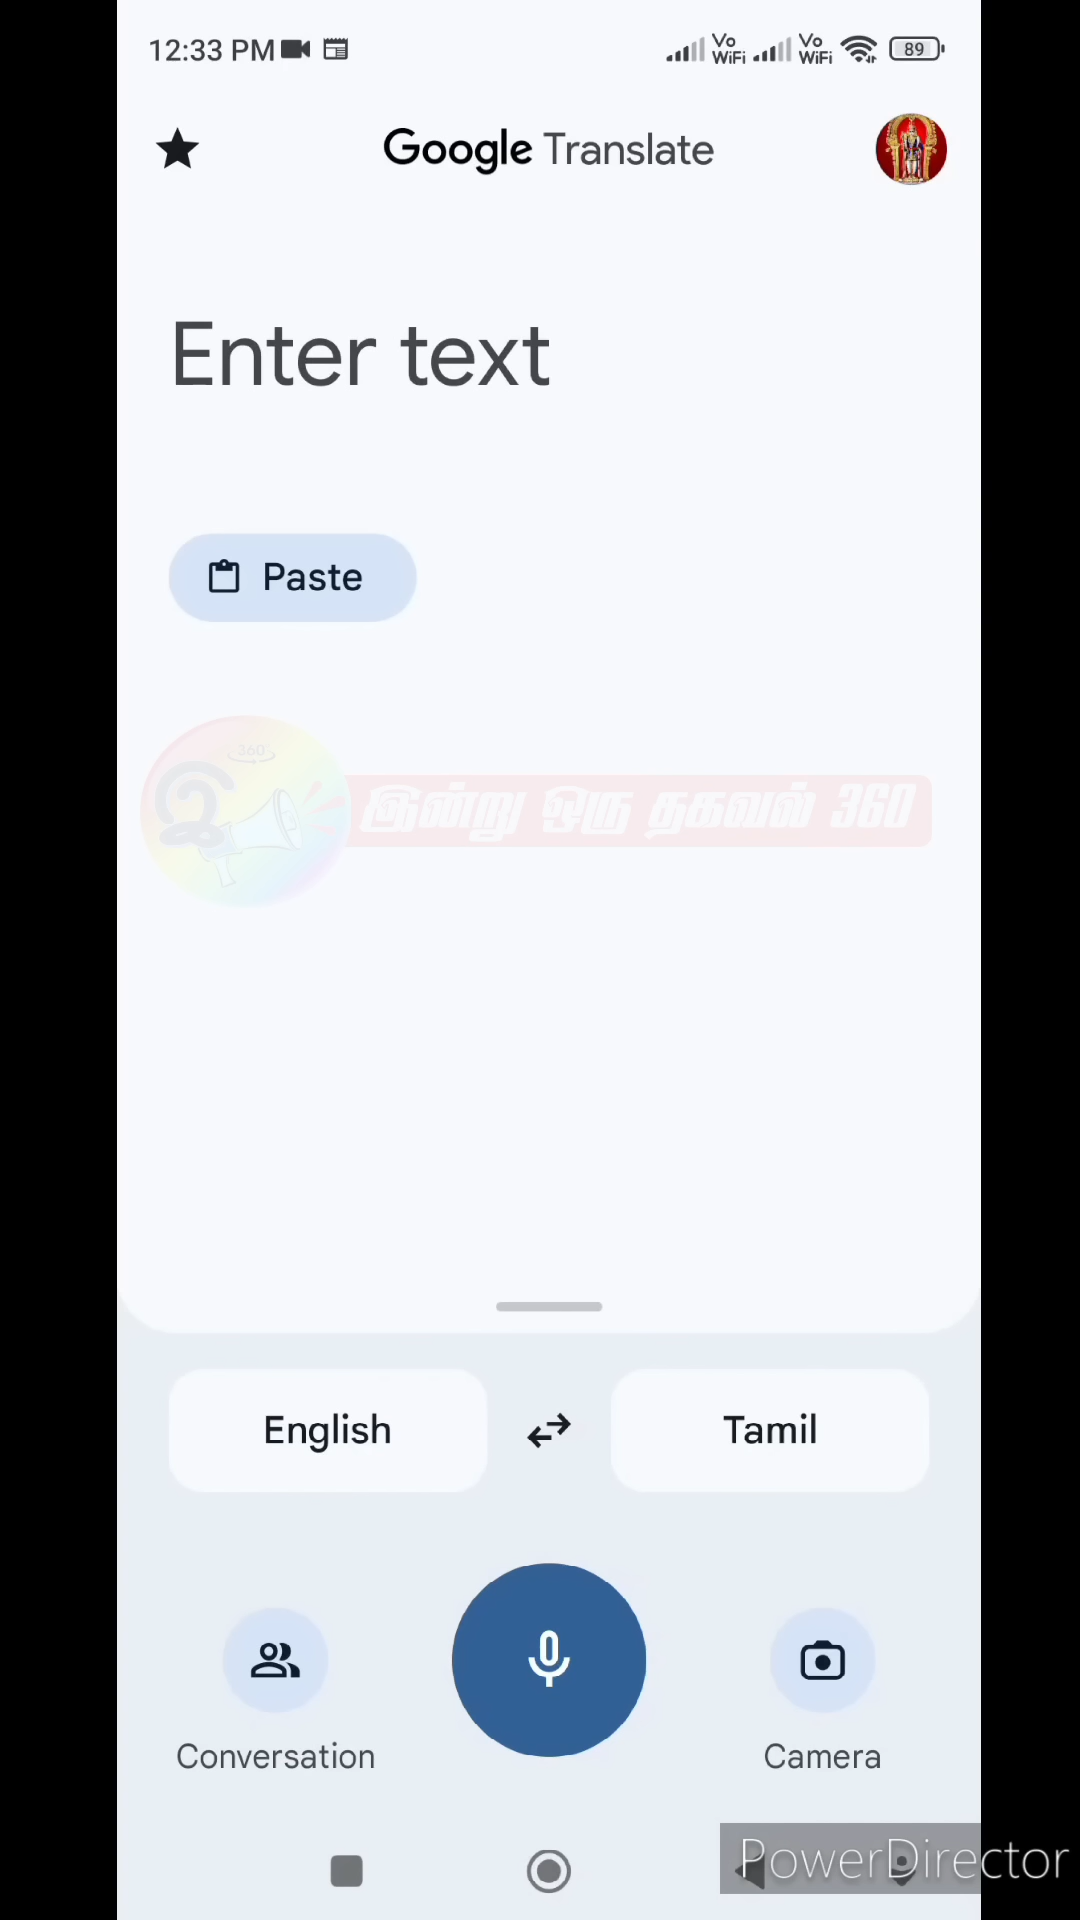 12:33 PM
Vo WiFi
Vo WiFi
89
Google Translate
Enter text
Paste
360
இன்று ஒரு தகவல் 360
English
Tamil
Conversation
Camera
PowerDirector